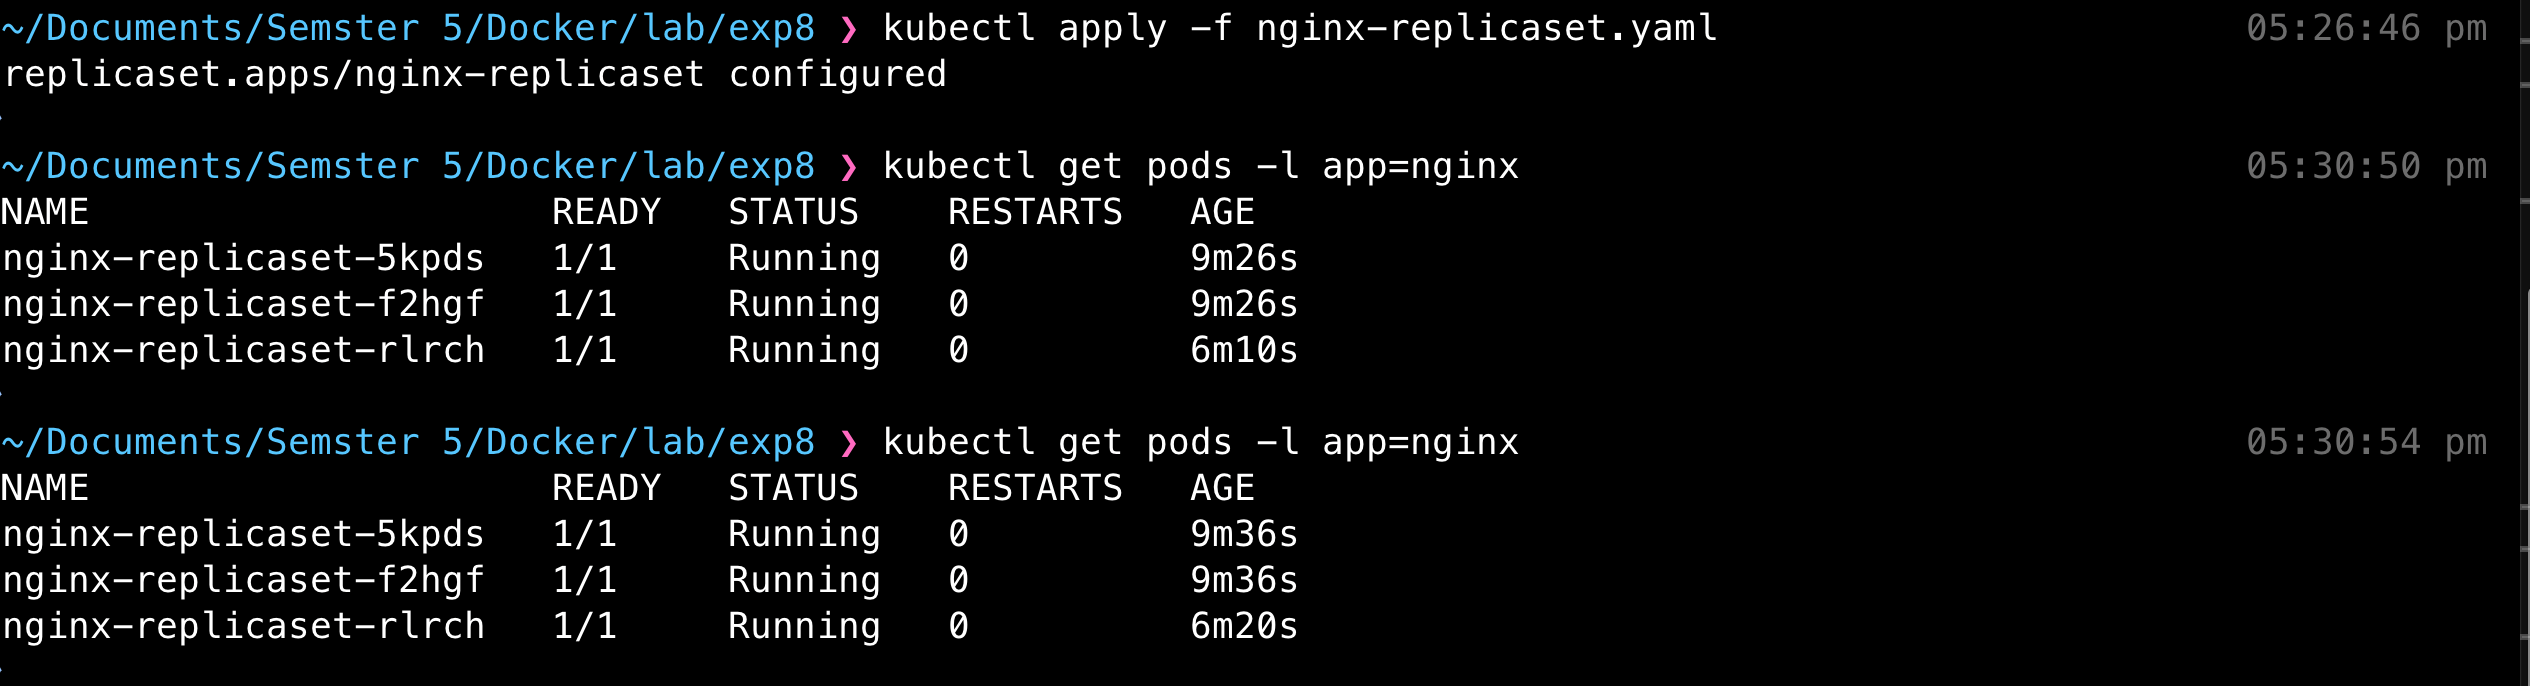 ~/Documents/Semster 5/Docker/lab/exp8 ❯ kubectl apply -f nginx-replicaset.yaml 05:26:46 pm
replicaset.apps/nginx-replicaset configured
~/Documents/Semster 5/Docker/lab/exp8 ❯ kubectl get pods -l app=nginx 05:30:50 pm
NAME READY STATUS RESTARTS AGE
nginx-replicaset-5kpds 1/1 Running 0 9m26s
nginx-replicaset-f2hgf 1/1 Running 0 9m26s
nginx-replicaset-rlrch 1/1 Running 0 6m10s
~/Documents/Semster 5/Docker/lab/exp8 ❯ kubectl get pods -l app=nginx 05:30:54 pm
NAME READY STATUS RESTARTS AGE
nginx-replicaset-5kpds 1/1 Running 0 9m36s
nginx-replicaset-f2hgf 1/1 Running 0 9m36s
nginx-replicaset-rlrch 1/1 Running 0 6m20s